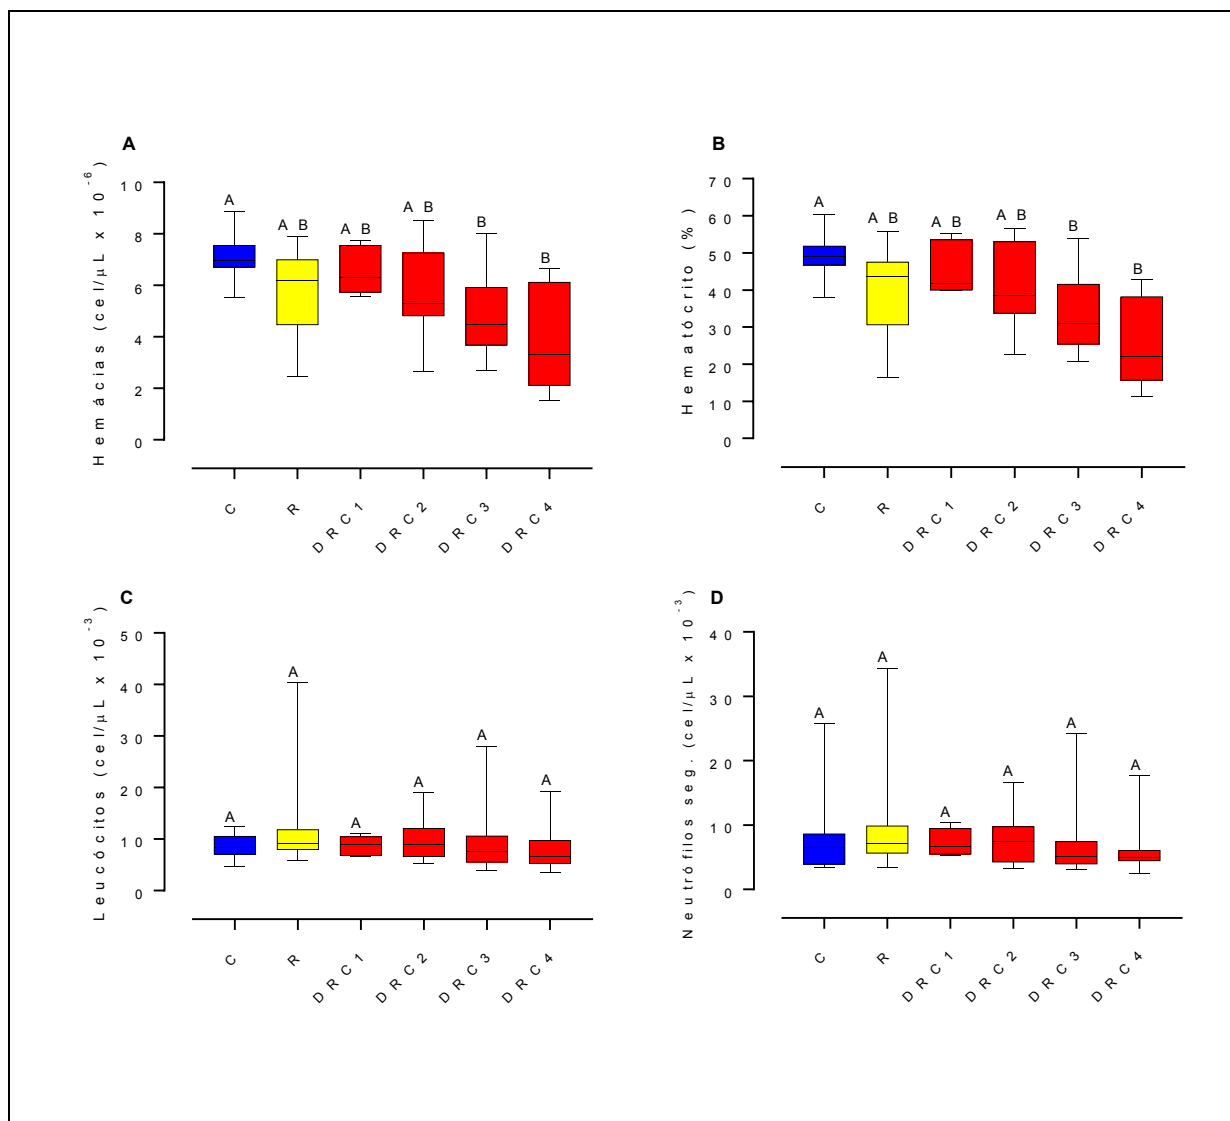 A
Hemácias (cel/μL x 10-6)
10
8
6
4
2
0
A
A B
A B
A B
B
B
C
R
DRC1
DRC2
DRC3
DRC4
B
Hematócrito (%)
70
60
50
40
30
20
10
0
A
A B
A B
A B
B
B
C
R
DRC1
DRC2
DRC3
DRC4
C
Leucócitos (cel/μL x 10-3)
50
40
30
20
10
0
A
A
A
A
A
A
C
R
DRC1
DRC2
DRC3
DRC4
D
Neutrófilos seg. (cel/μL x 10-3)
40
30
20
10
0
A
A
A
A
A
A
C
R
DRC1
DRC2
DRC3
DRC4